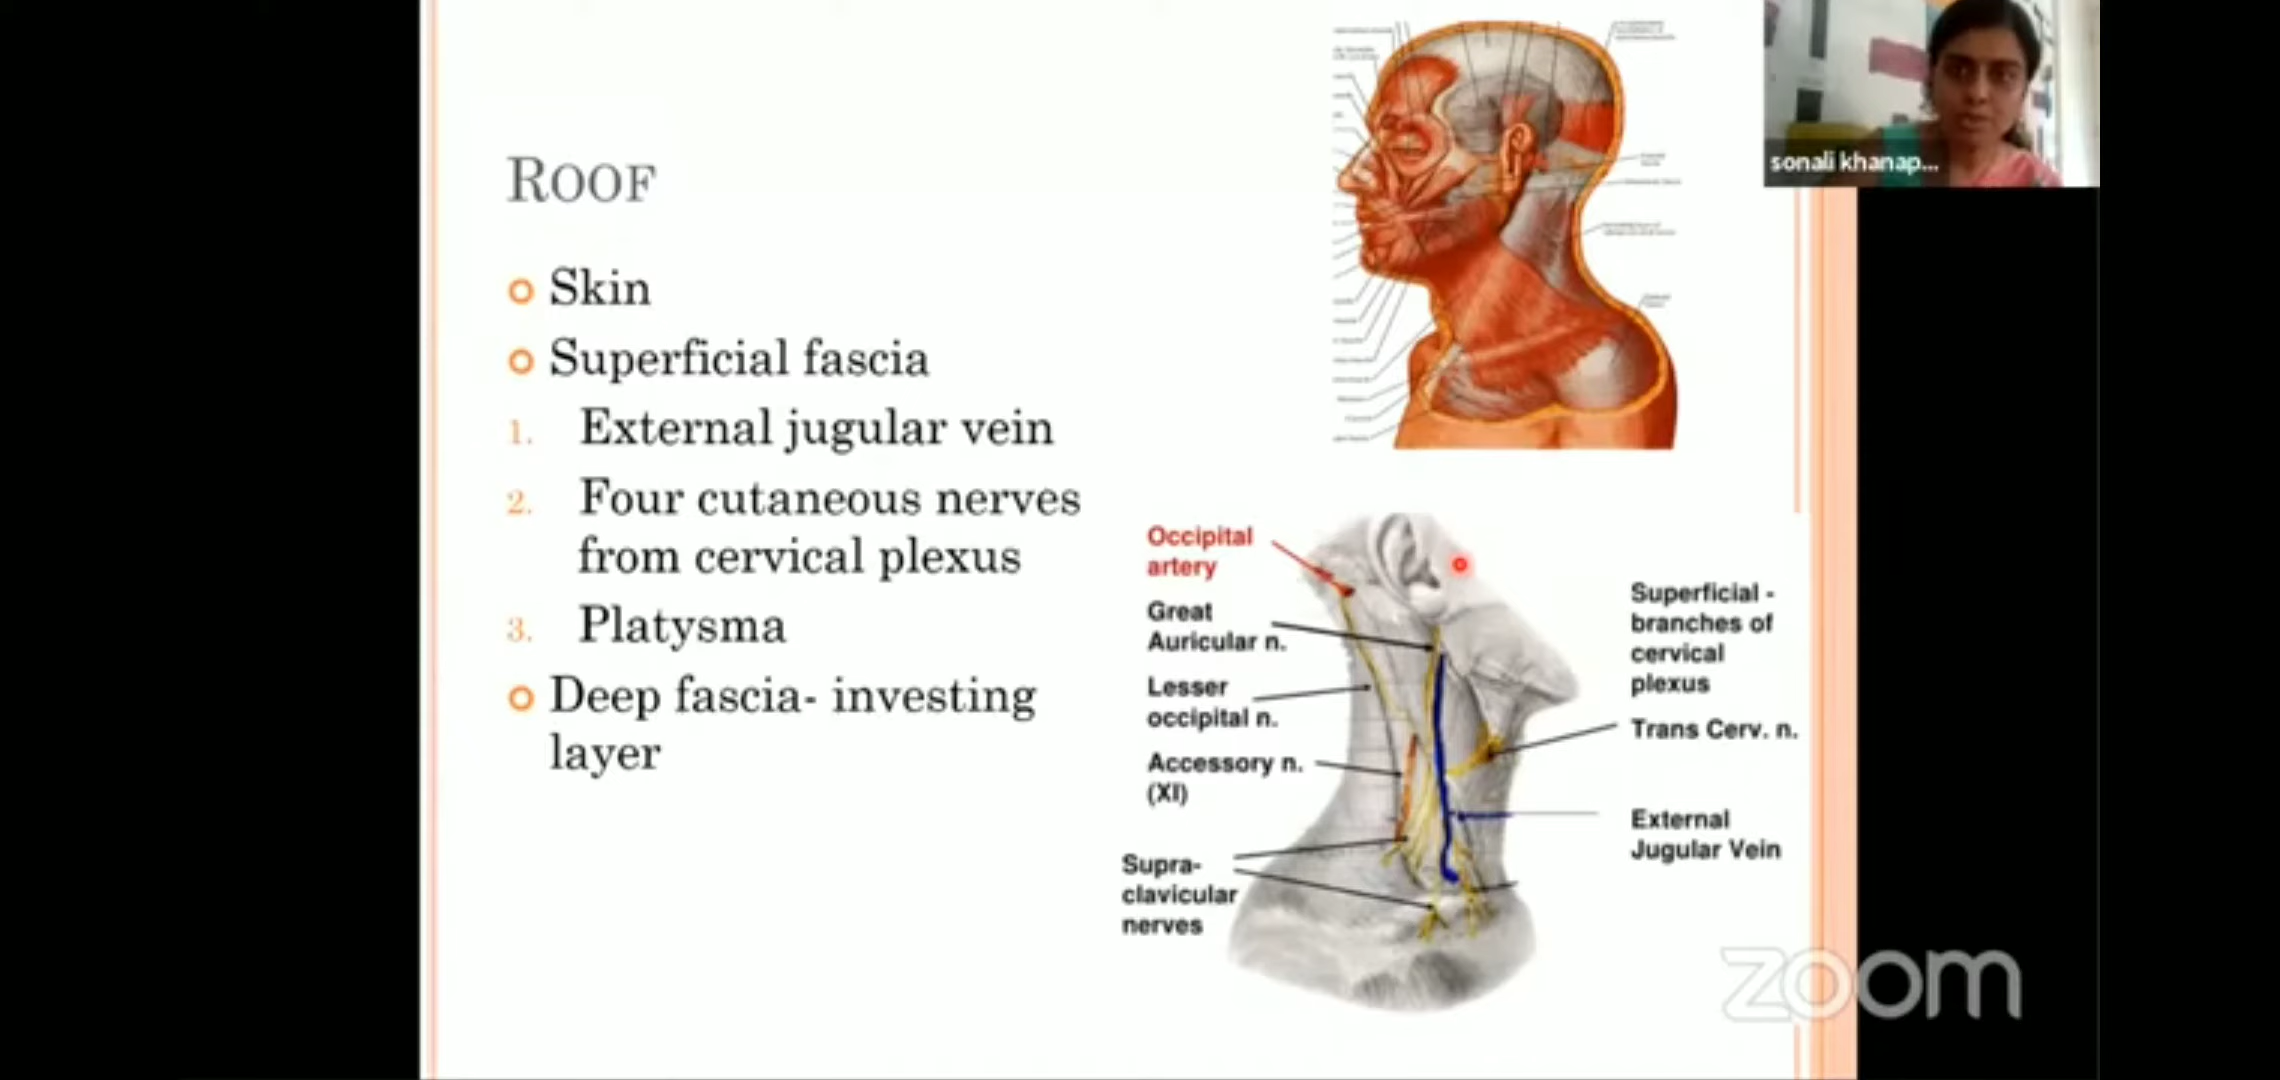 ROOF
Skin
Superficial fascia
1. External jugular vein
2. Four cutaneous nerves
from cervical plexus
3. Platysma
Deep fascia- investing
layer
sonali khanap...
Occipital
artery
Great
Auricular n.
Lesser
occipital n.
Accessory n.
(XI)
Supra-
clavicular
nerves
Superficial -
branches of
cervical
plexus
Trans Cerv. n.
External
Jugular Vein
zoom